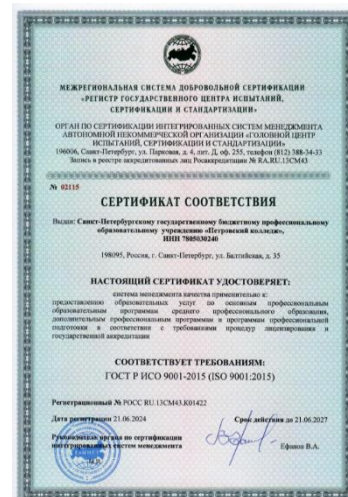 МЕЖРЕГИОНАЛЬНАЯ СИСТЕМА ДОБРОВОЛЬНОЙ СЕРТИФИКАЦИИ
«РЕГИСТР ГОСУДАРСТВЕННОГО ЦЕНТРА ИСПЫТАНИЙ,
СЕРТИФИКАЦИИ И СТАНДАРТИЗАЦИИ»
ОРГАН ПО СЕРТИФИКАЦИИ ИНТЕГРИРОВАННЫХ СИСТЕМ МЕНЕДЖМЕНТА
АВТОНОМНОЙ НЕКОММЕРЧЕСКОЙ ОРГАНИЗАЦИИ «ГОЛОВНОЙ ЦЕНТР
ИСПЫТАНИЙ, СЕРТИФИКАЦИИ И СТАНДАРТИЗАЦИИ»
196006, Санкт-Петербург, ул. Парковая, д. 4, лит. Д, оф. 255, телефон (812) 388-34-33
Запись в реестре аккредитованных лиц Росаккредитации № RA.RU.13СМ43
№ 02115
СЕРТИФИКАТ СООТВЕТСТВИЯ
Выдан: Санкт-Петербургскому государственному бюджетному профессиональному
образовательному учреждению «Петровский колледж»,
ИНН 7805030240
198095, Россия, г. Санкт-Петербург, ул. Балтийская, д. 35
НАСТОЯЩИЙ СЕРТИФИКАТ УДОСТОВЕРЯЕТ:
система менеджмента качества применительно к:
предоставлению образовательных услуг по основным профессиональным
образовательным программам среднего профессионального образования,
дополнительным профессиональным программам и программам профессиональной
подготовки в соответствии с требованиями процедур лицензирования и
государственной аккредитации
СООТВЕТСТВУЕТ ТРЕБОВАНИЯМ:
ГОСТ Р ИСО 9001-2015 (ISO 9001:2015)
Регистрационный № РОСС RU.13СМ43.К01422
Дата регистрации 21.06.2024 Срок действия до 21.06.2027
Руководитель органа по сертификации
интегрированных систем менеджмента Ефанов В.А.
М.П.